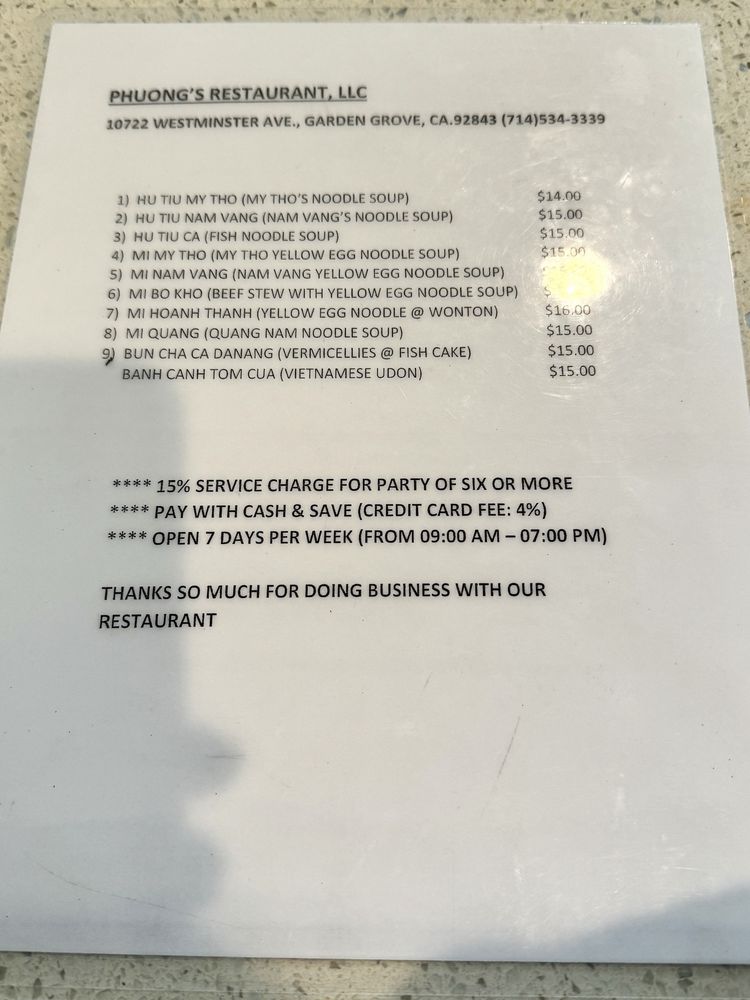 PHUONG'S RESTAURANT, LLC
10722 WESTMINSTER AVE., GARDEN GROVE, CA.92843 (714)534-3339
1) HU TIU MY THO (MY THO'S NOODLE SOUP) $14.00
2) HU TIU NAM VANG (NAM VANG'S NOODLE SOUP) $15.00
3) HU TIU CA (FISH NOODLE SOUP) $15.00
4) MI MY THO (MY THO YELLOW EGG NOODLE SOUP) $15.00
5) MI NAM VANG (NAM VANG YELLOW EGG NOODLE SOUP)
6) MI BO KHO (BEEF STEW WITH YELLOW EGG NOODLE SOUP)
7) MI HOANH THANH (YELLOW EGG NOODLE @ WONTON) $16.00
8) MI QUANG (QUANG NAM NOODLE SOUP) $15.00
9) BUN CHA CA DANANG (VERMICELLIES @ FISH CAKE) $15.00
BANH CANH TOM CUA (VIETNAMESE UDON) $15.00
**** 15% SERVICE CHARGE FOR PARTY OF SIX OR MORE
**** PAY WITH CASH & SAVE (CREDIT CARD FEE: 4%)
**** OPEN 7 DAYS PER WEEK (FROM 09:00 AM – 07:00 PM)
THANKS SO MUCH FOR DOING BUSINESS WITH OUR
RESTAURANT